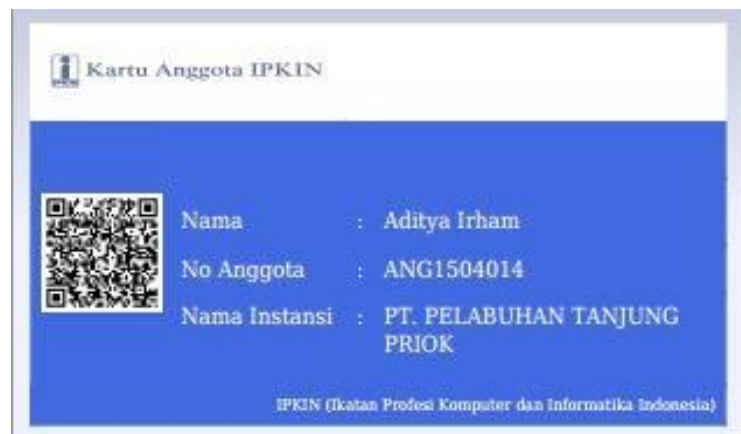 Kartu Anggota IPKIN
Nama : Aditya Irham
No Anggota : ANG1504014
Nama Instansi : PT. PELABUHAN TANJUNG
PRIOK
IPKIN (Ikatan Profesi Komputer dan Informatika Indonesia)